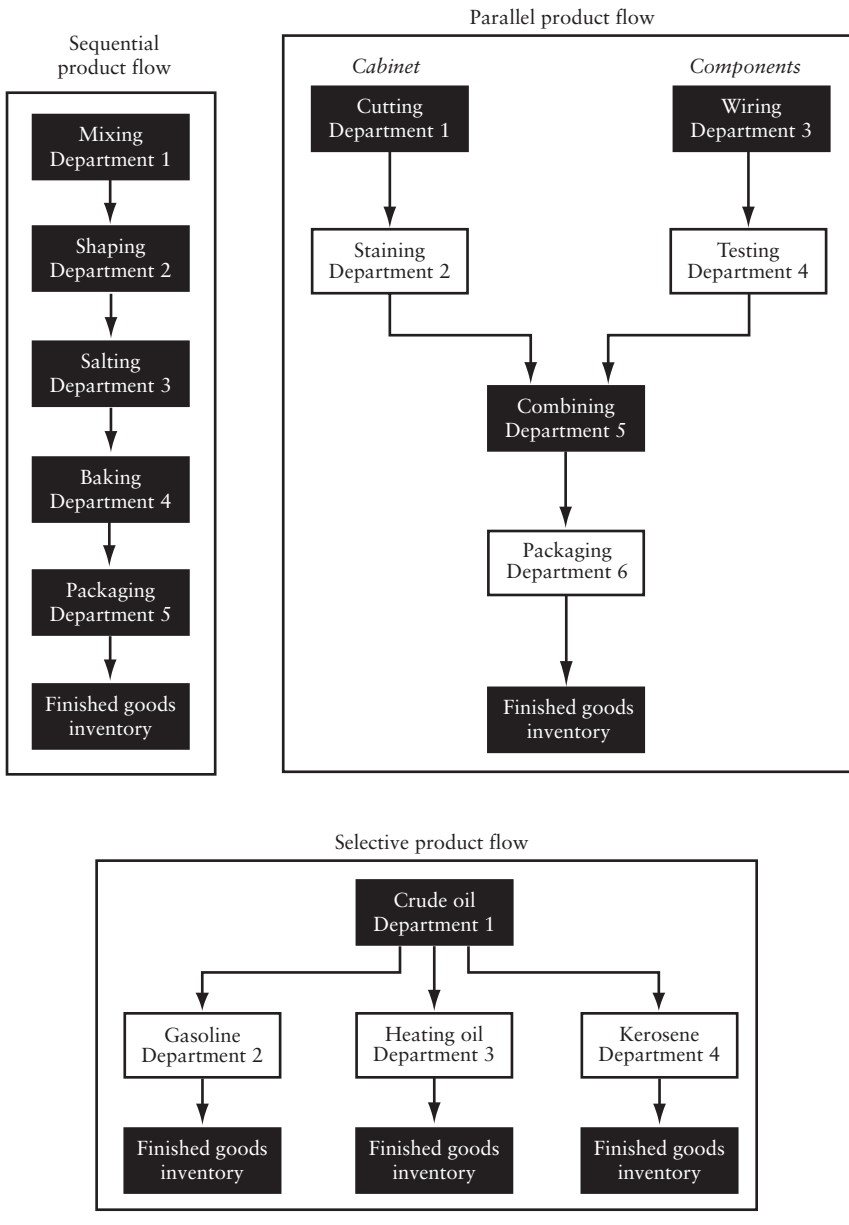 Sequential
product flow
Mixing
Department 1
Shaping
Department 2
Salting
Department 3
Baking
Department 4
Packaging
Department 5
Finished goods
inventory
Parallel product flow
Cabinet
Components
Cutting
Department 1
Wiring
Department 3
Staining
Department 2
Testing
Department 4
Combining
Department 5
Packaging
Department 6
Finished goods
inventory
Selective product flow
Crude oil
Department 1
Gasoline
Department 2
Heating oil
Department 3
Kerosene
Department 4
Finished goods
inventory
Finished goods
inventory
Finished goods
inventory